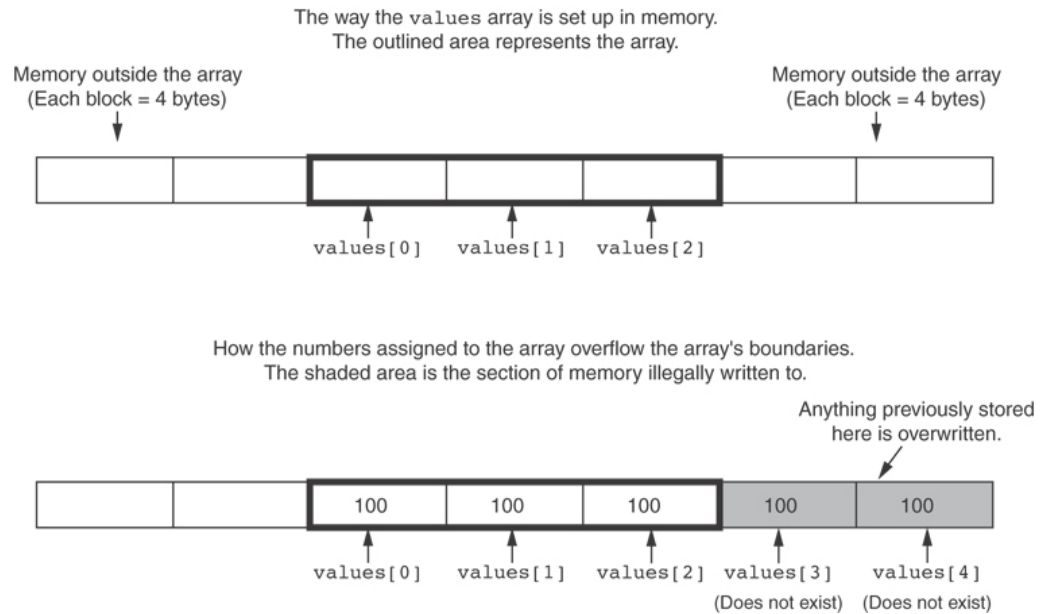 The way the values array is set up in memory.
The outlined area represents the array.
Memory outside the array
(Each block = 4 bytes)
Memory outside the array
(Each block = 4 bytes)
values[0]
values[1]
values[2]
How the numbers assigned to the array overflow the array's boundaries.
The shaded area is the section of memory illegally written to.
Anything previously stored
here is overwritten.
100
100
100
100
100
values[0]
values[1]
values[2]
values[3]
values[4]
(Does not exist)
(Does not exist)